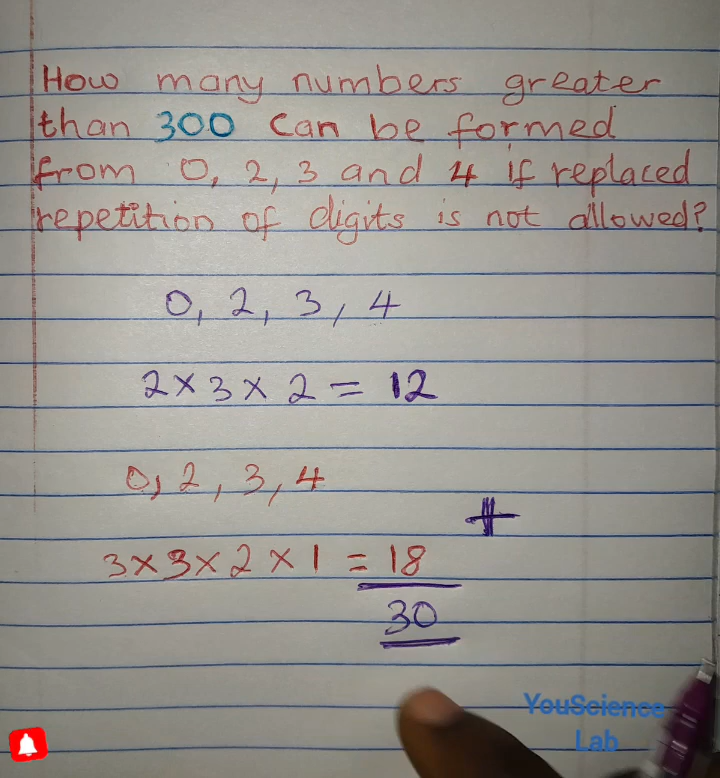 How many numbers greater
than 300 can be formed
from 0, 2, 3 and 4 if replaced
repetition of digits is not allowed?
0, 2, 3, 4
2 × 3 × 2 = 12
0, 2, 3, 4
+
3 × 3 × 2 × 1 = 18
30
YouScience
Lab